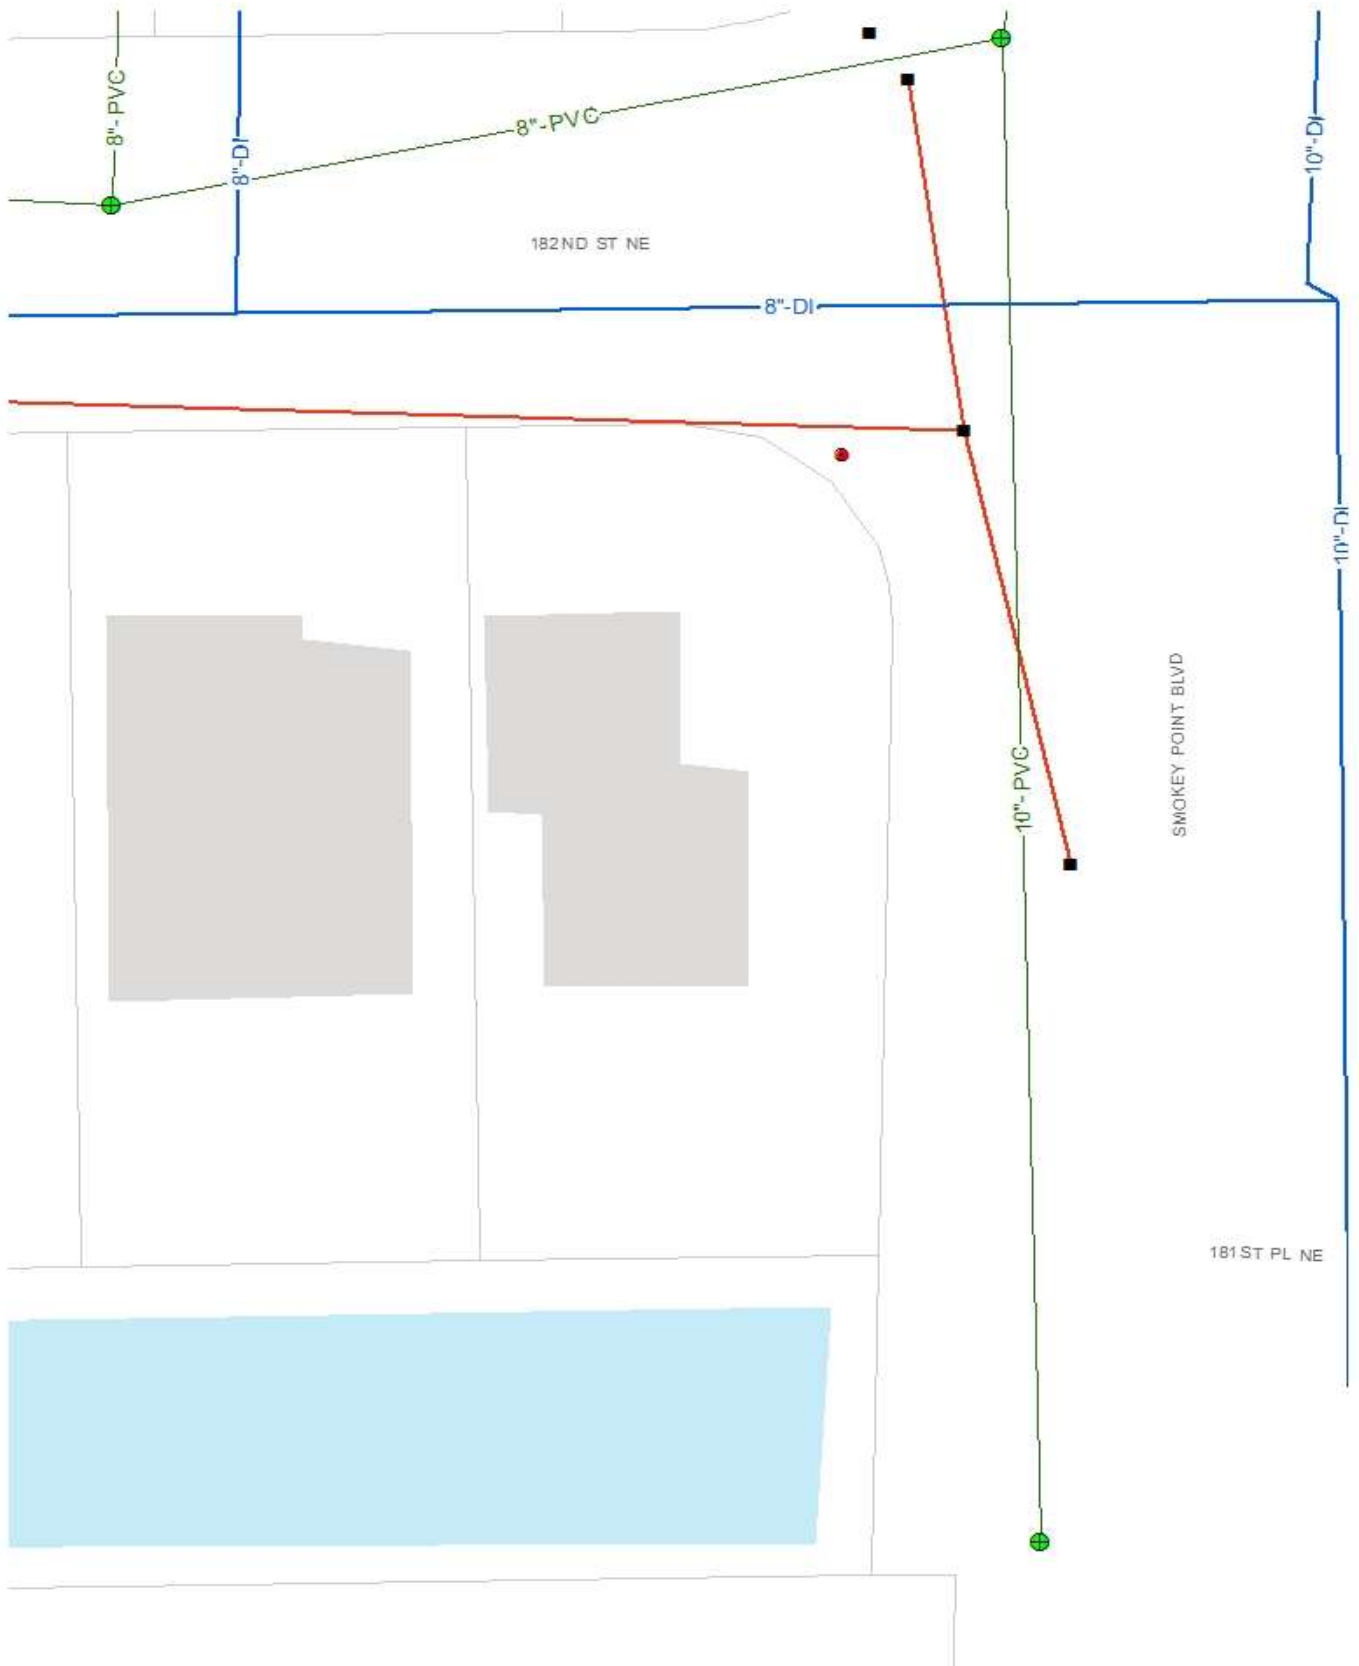 8"- PVC
8"-PVC
8"-DI
10"-DI
182ND ST NE
8"-DI
10"-DI
SMOKEY POINT BLVD
10"- PVC
181ST PL NE